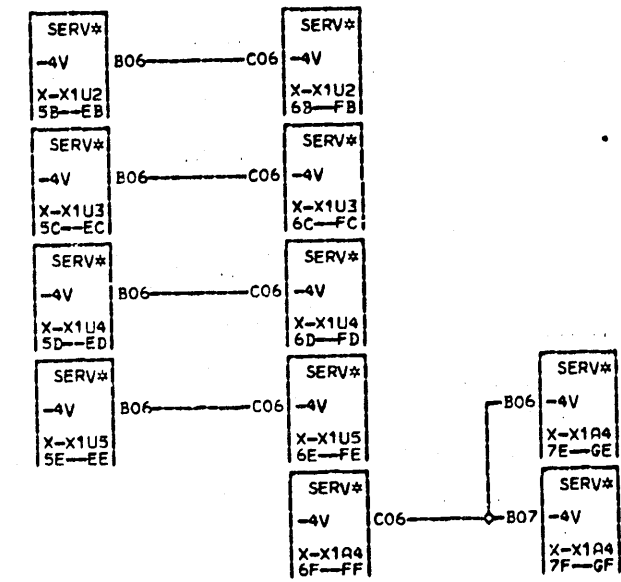 SERV* SERV*
-4V B06 C06 -4V
X-X1U2 X-X1U2
5B--EB 6B--FB
SERV* SERV*
-4V B06 C06 -4V
X-X1U3 X-X1U3
5C--EC 6C--FC
SERV* SERV*
-4V B06 C06 -4V
X-X1U4 X-X1U4
5D--ED 6D--FD
SERV* SERV* SERV*
-4V B06 C06 -4V B06 -4V
X-X1U5 X-X1U5 X-X1A4
5E--EE 6E--FE 7E--GE
SERV* SERV*
-4V C06 B07 -4V
X-X1A4 X-X1A4
6F--FF 7F--GF